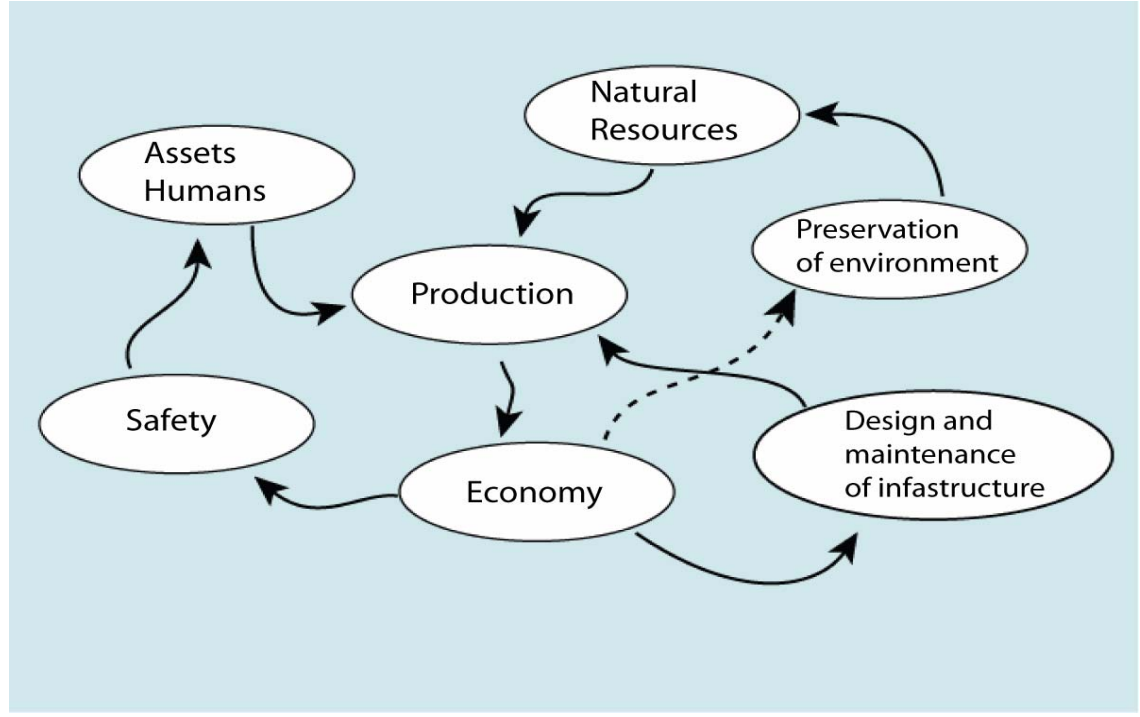 Natural
Resources
Assets
Humans
Preservation
of environment
Production
Safety
Design and
maintenance
of infastructure
Economy